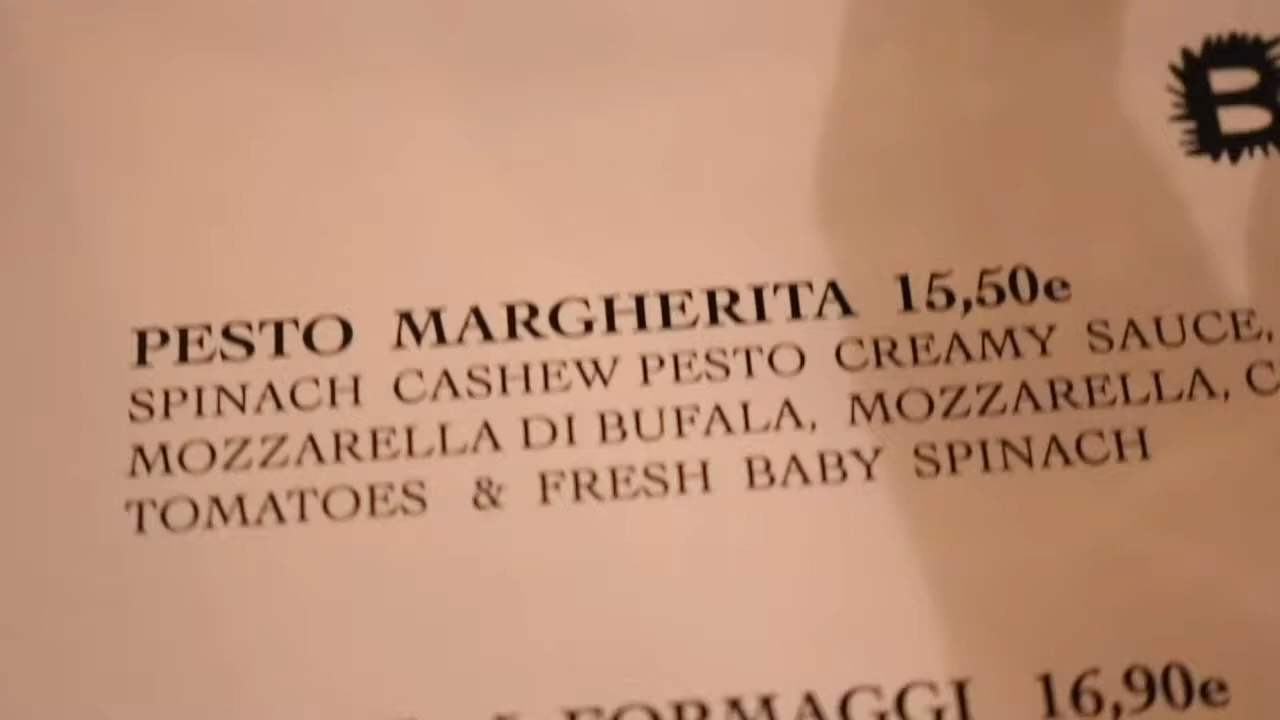 B
PESTO MARGHERITA 15,50e
SPINACH CASHEW PESTO CREAMY SAUCE,
MOZZARELLA DI BUFALA, MOZZARELLA, C
TOMATOES & FRESH BABY SPINACH
FORMAGGI 16,90e